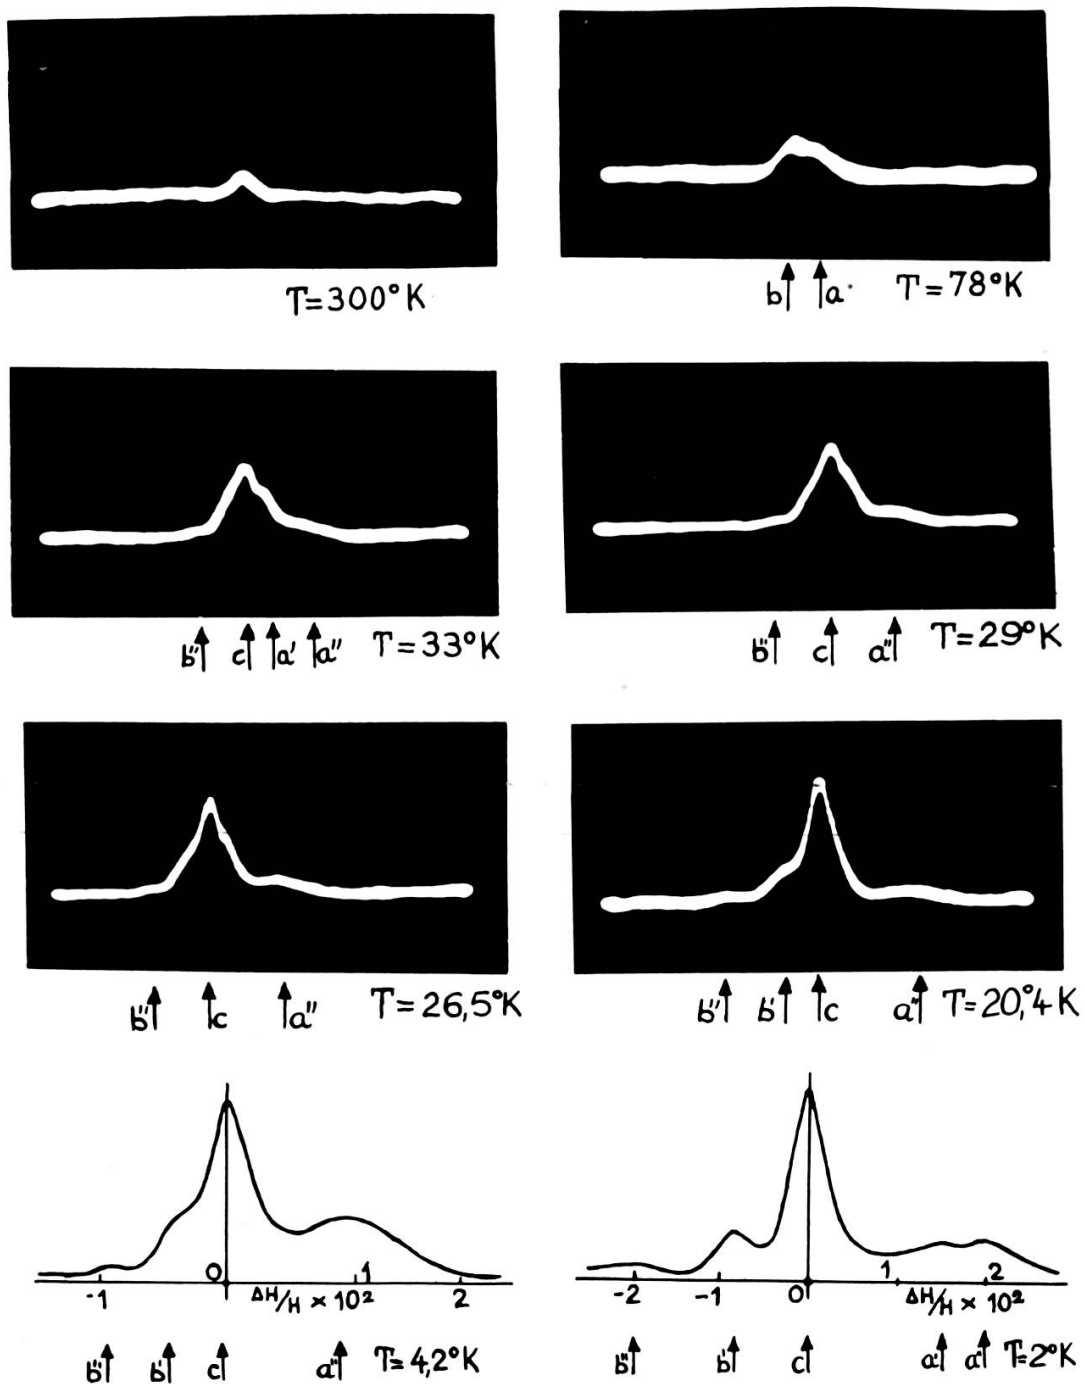 T=300°K
b a T=78°K
b" c a' a" T=33°K
b" c a" T=29°K
b" c a" T=26,5°K
b" b' c a" T=20,°4K
0 1
-1 ΔH/H × 10² 2
b" b' c a" T=4,2°K
1 2
-2 -1 0 ΔH/H × 10²
b" b' c a' a" T=2°K